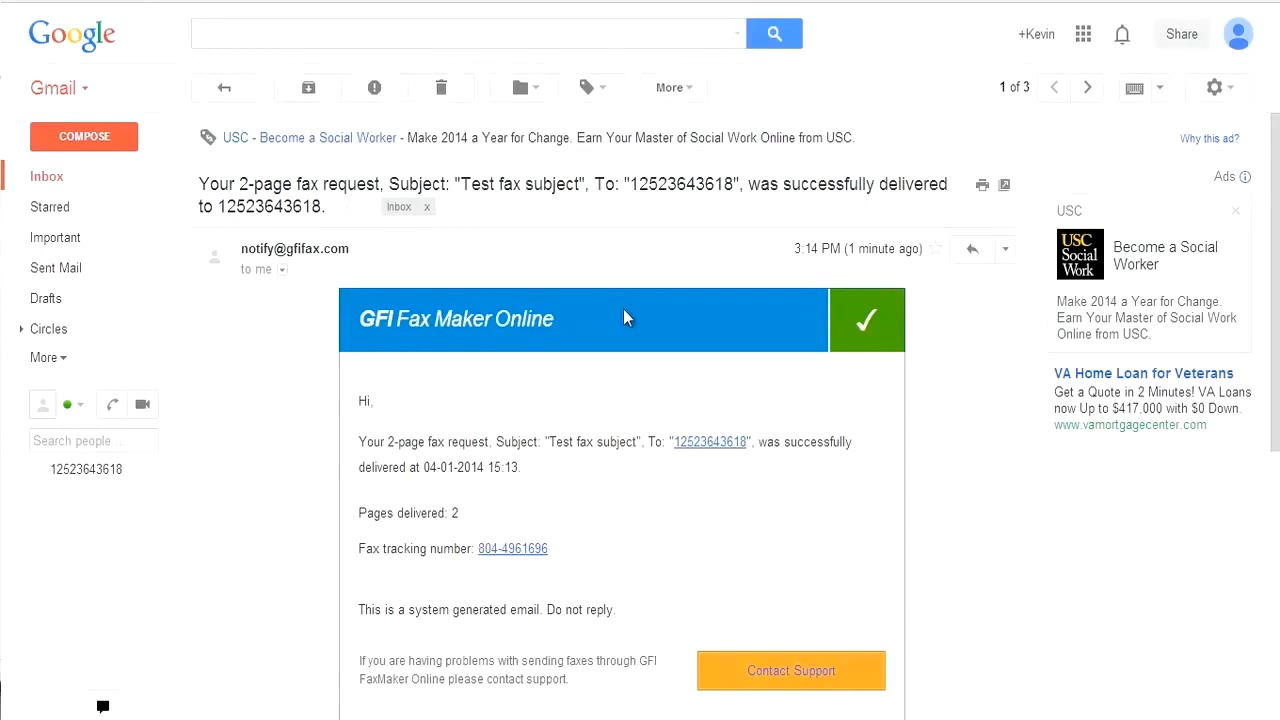 Google
+Kevin
Share
Gmail
More
1 of 3
COMPOSE
USC - Become a Social Worker - Make 2014 a Year for Change. Earn Your Master of Social Work Online from USC.
Why this ad?
Inbox
Starred
Important
Sent Mail
Drafts
Circles
More
Search people...
12523643618
Your 2-page fax request, Subject: "Test fax subject", To: "12523643618", was successfully delivered
to 12523643618.
Inbox x
notify@gfifax.com
3:14 PM (1 minute ago)
to me
GFI Fax Maker Online
Hi,
Your 2-page fax request, Subject: "Test fax subject", To: "12523643618", was successfully
delivered at 04-01-2014 15:13.
Pages delivered: 2
Fax tracking number: 804-4961696
This is a system generated email. Do not reply.
If you are having problems with sending faxes through GFI
FaxMaker Online please contact support.
Contact Support
Ads
USC
USC
Social
Work
Become a Social
Worker
Make 2014 a Year for Change.
Earn Your Master of Social Work
Online from USC.
VA Home Loan for Veterans
Get a Quote in 2 Minutes! VA Loans
now Up to $417,000 with $0 Down.
www.vamortgagecenter.com